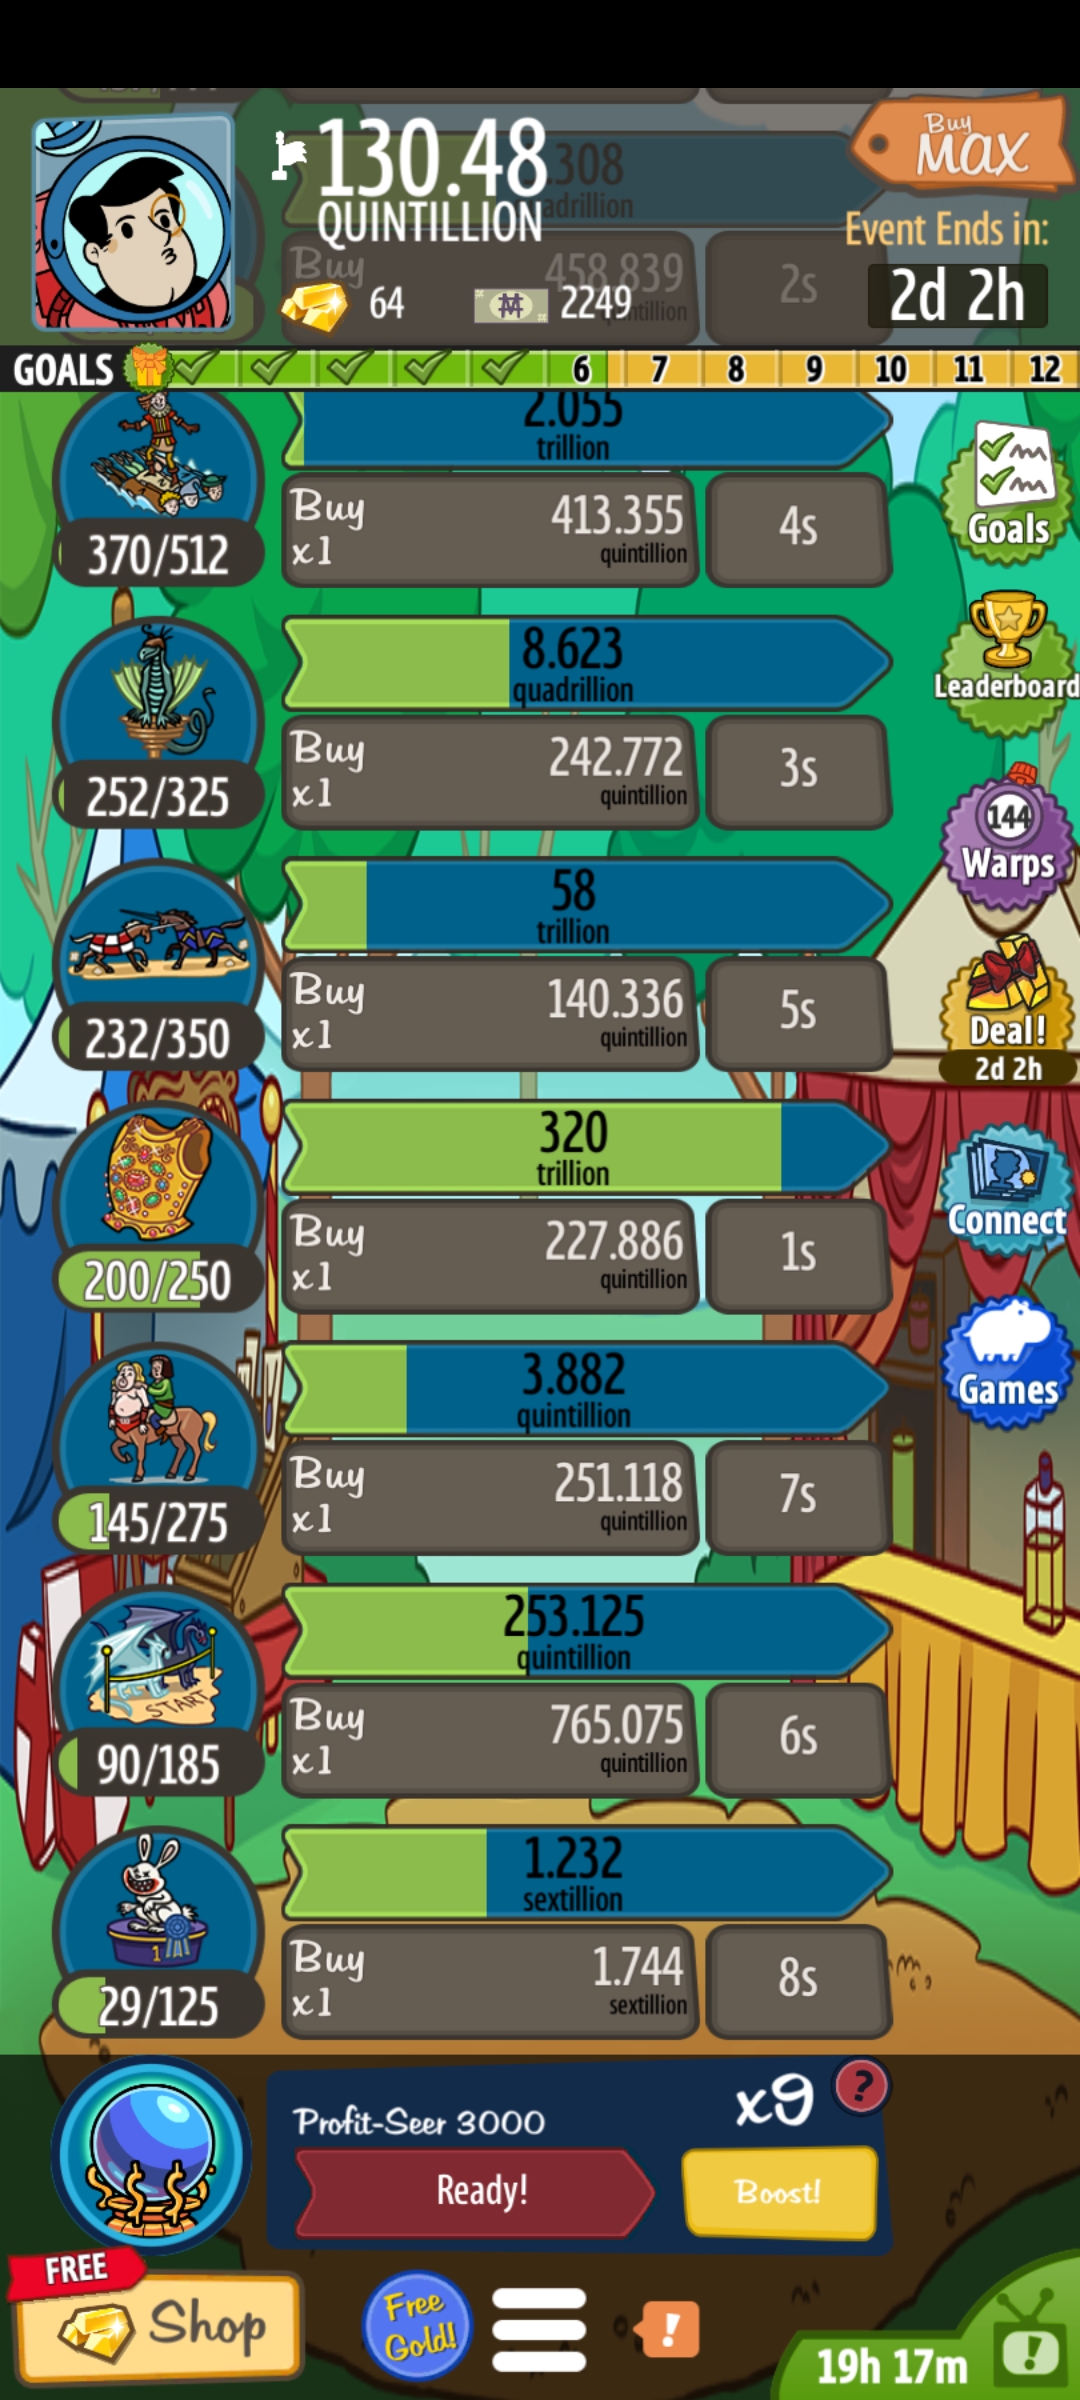 130.48
QUINTILLION
Buy
MAX
.308
Event Ends in:
Buy
458.839
2s
64
2249
2d 2h
GOALS
6
7
8
9
10
11
12
2.055
trillion
Buy
x1
413.355
quintillion
4s
370/512
Goals
8.623
quadrillion
Buy
x1
242.772
quintillion
3s
252/325
Leaderboard
144
Warps
58
trillion
Buy
x1
140.336
quintillion
5s
232/350
Deal!
2d 2h
320
trillion
Buy
x1
227.886
quintillion
1s
200/250
Connect
3.882
quintillion
Buy
x1
251.118
quintillion
7s
145/275
Games
253.125
quintillion
START
Buy
x1
765.075
quintillion
6s
90/185
1.232
sextillion
1
Buy
x1
1.744
sextillion
8s
29/125
Profit-Seer 3000
x9
?
Ready!
Boost!
FREE
Shop
Free
Gold!
!
19h 17m
!